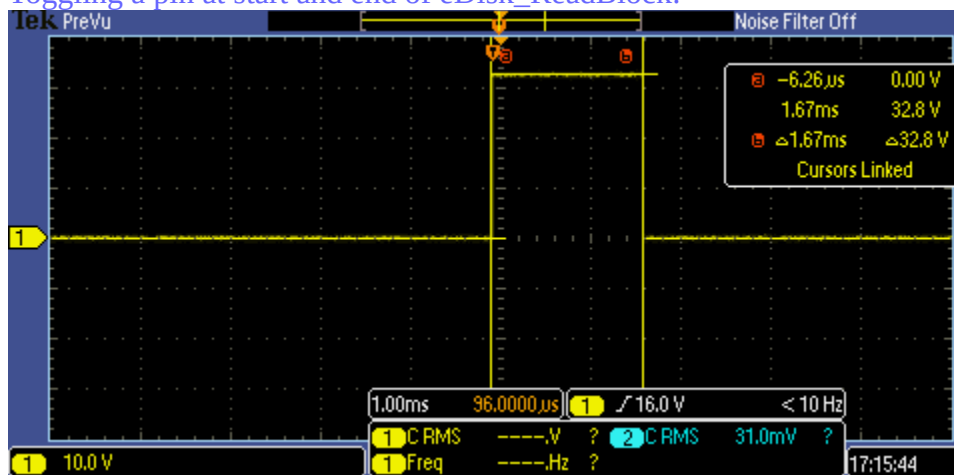 Toggling a pin at start and end of eDisk_ReadBlock.
Tek PreVu
Noise Filter Off
a
b
a -6.26µs 0.00 V
1.67ms 32.8 V
b △1.67ms △32.8 V
Cursors Linked
1
1.00ms 96.0000µs
1 16.0 V <10 Hz
1 C RMS ----.V ?
2 C RMS 31.0mV ?
1 Freq ----.Hz ?
1 10.0 V
17:15:44